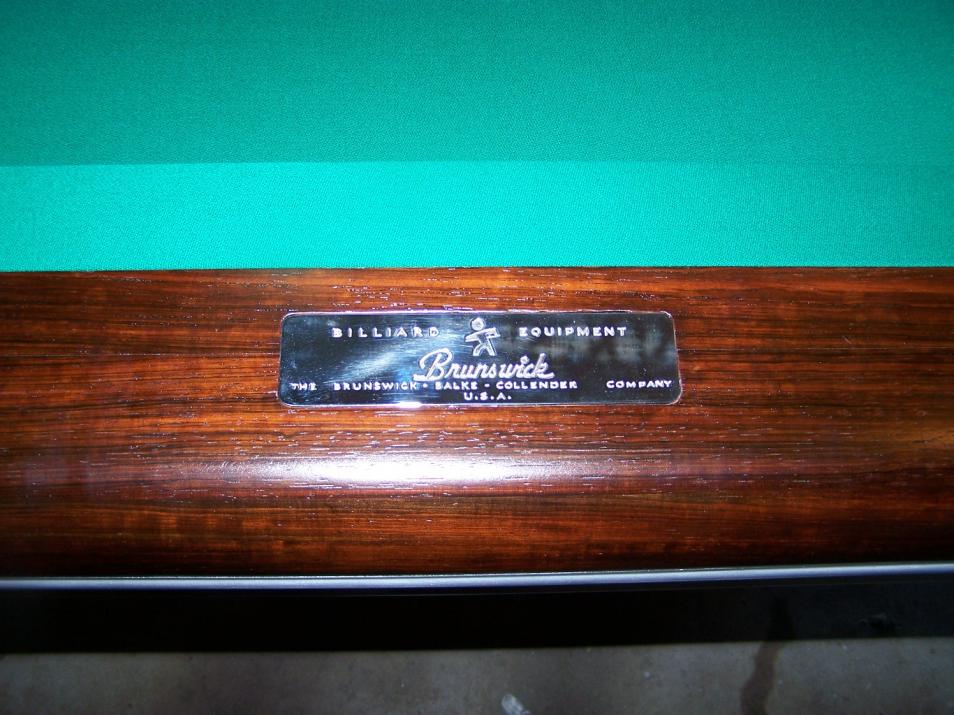 BILLIARD EQUIPMENT
Brunswick
THE BRUNSWICK - BALKE - COLLENDER COMPANY
U.S.A.